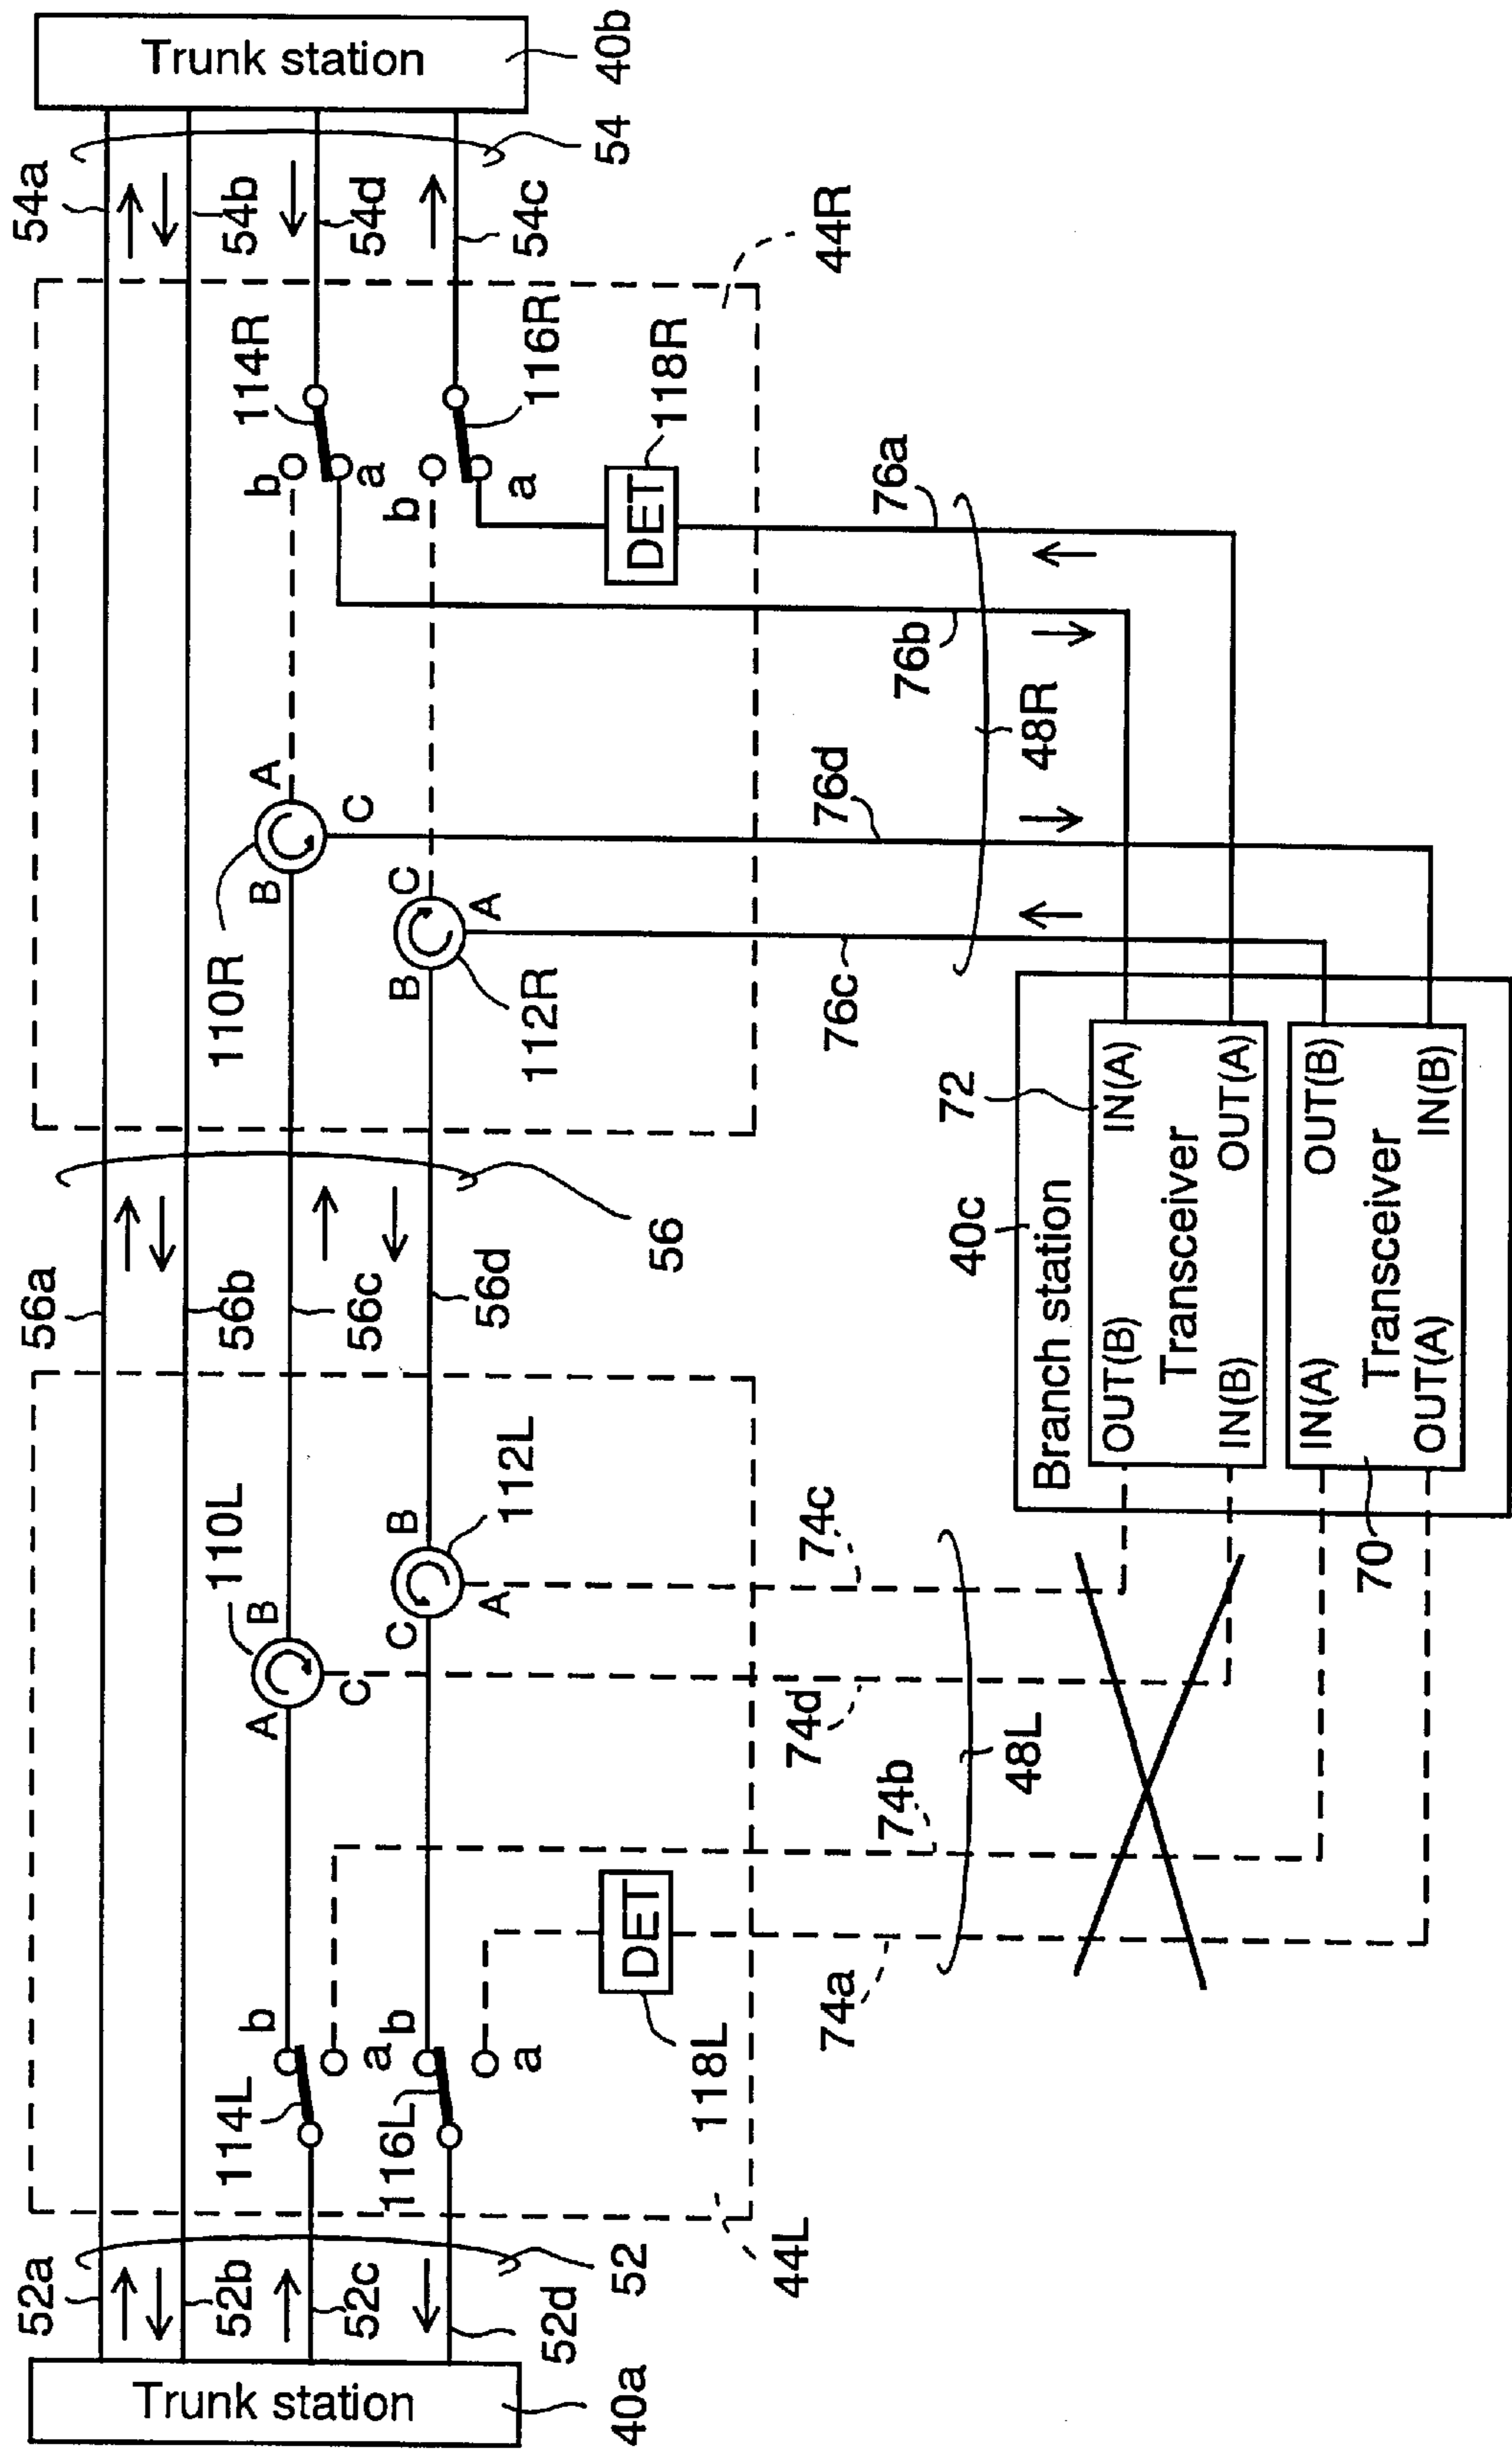 Trunk station
40b
54a
54b
54d
54c
54
44R
114R
116R
118R
b
a
b
a
DET
76a
76b
48R
76d
76c
A
C
B
110R
C
A
B
112R
56a
56b
56c
56d
56
40c
Branch station
72
IN(A)
OUT(A)
OUT(B)
IN(B)
Transceiver
OUT(B)
IN(B)
IN(A)
OUT(A)
Transceiver
70
110L
B
A
C
112L
B
C
A
74c
74d
48L
74b
74a
DET
118L
b
a
b
a
114L
116L
44L
52a
52b
52c
52d
52
Trunk station
40a